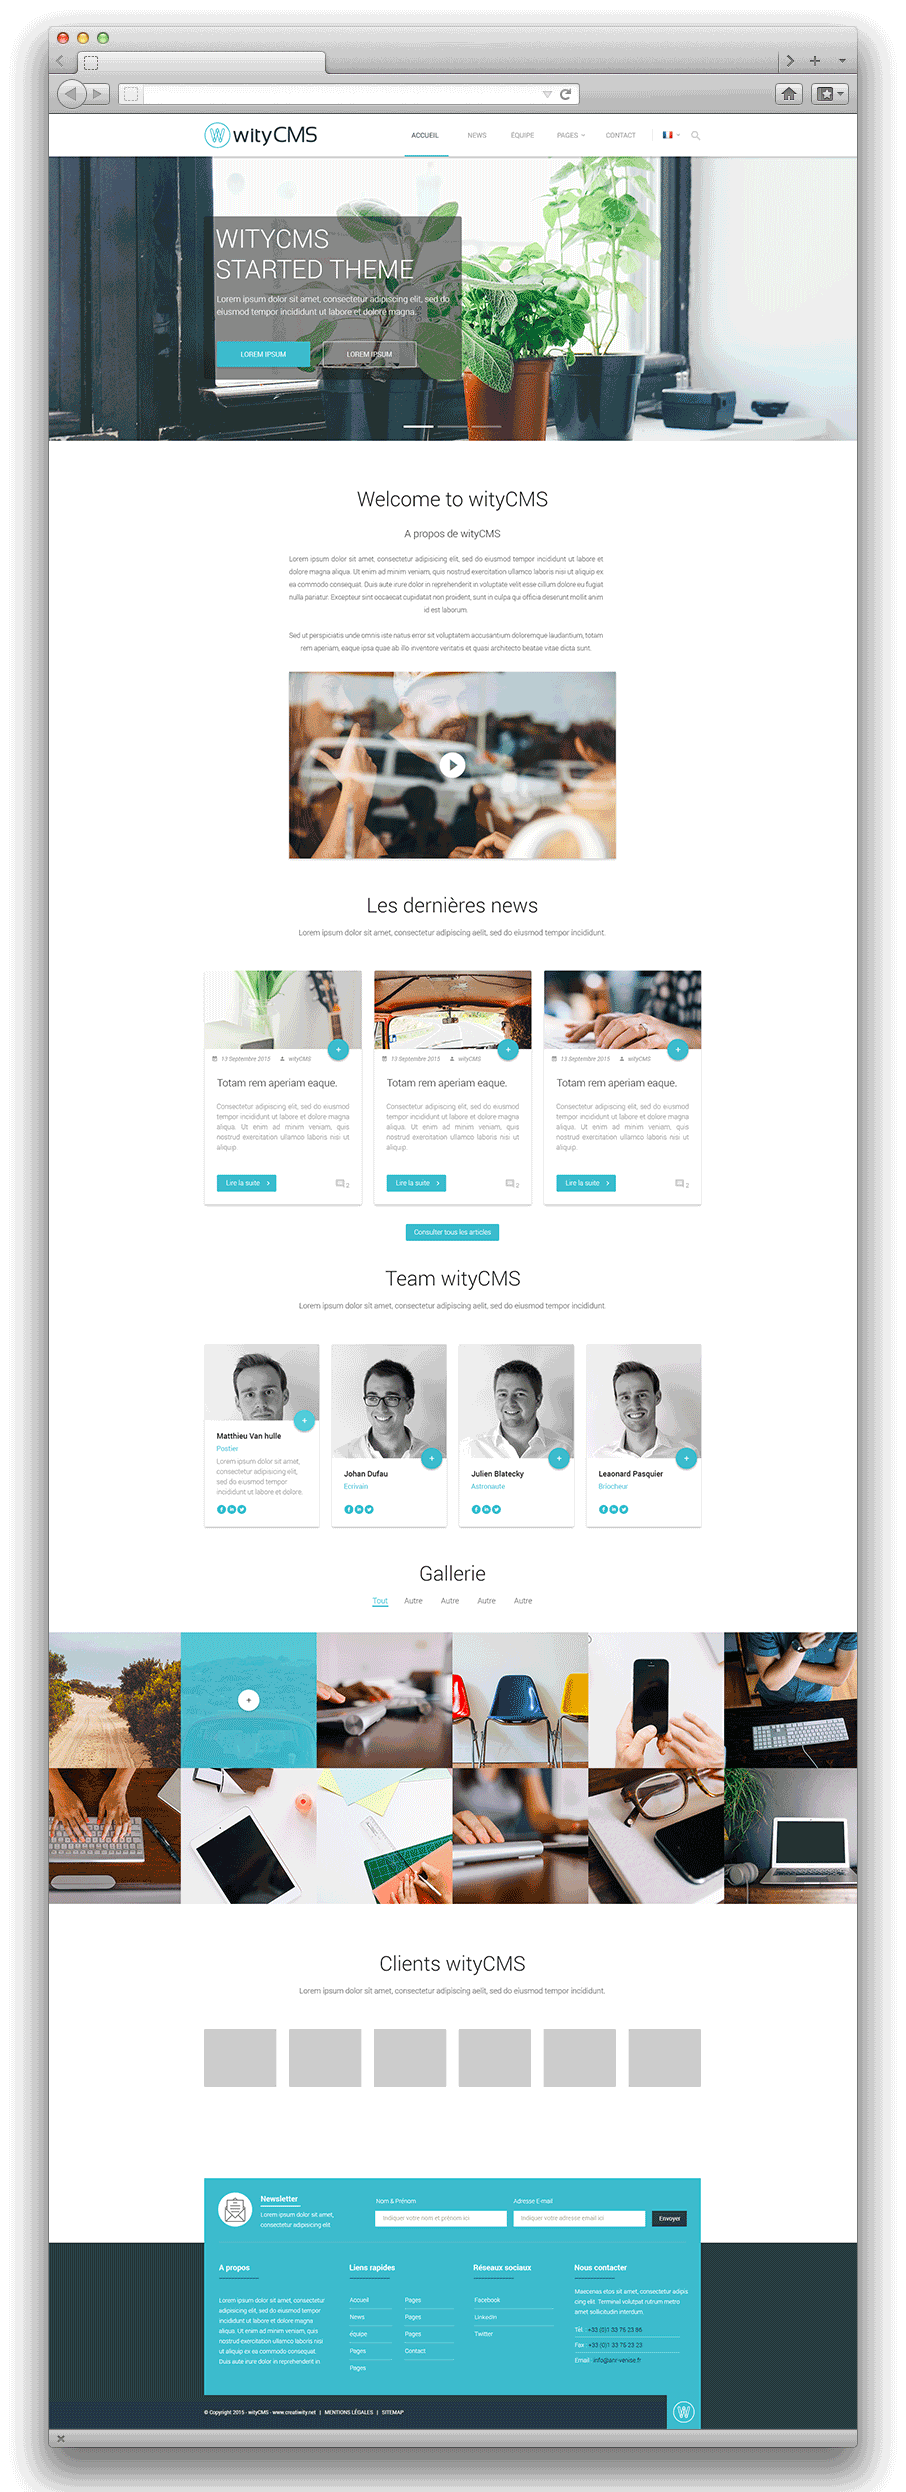 wityCMS
ACCUEIL NEWS ÉQUIPE PAGES CONTACT
WITYCMS
STARTED THEME
Lorem ipsum dolor sit amet, consectetur adipiscing elit, sed do
eiusmod tempor incididunt ut labore et dolore magna.
LOREM IPSUM LOREM IPSUM
Welcome to wityCMS
A propos de wityCMS
Lorem ipsum dolor sit amet, consectetur adipisicing elit, sed do eiusmod tempor incididunt ut labore et
dolore magna aliqua. Ut enim ad minim veniam, quis nostrud exercitation ullamco laboris nisi ut aliquip ex
ea commodo consequat. Duis aute irure dolor in reprehenderit in voluptate velit esse cillum dolore eu fugiat
nulla pariatur. Excepteur sint occaecat cupidatat non proident, sunt in culpa qui officia deserunt mollit anim
id est laborum.
Sed ut perspiciatis unde omnis iste natus error sit voluptatem accusantium doloremque laudantium, totam
rem aperiam, eaque ipsa quae ab illo inventore veritatis et quasi architecto beatae vitae dicta sunt.
Les dernières news
Lorem ipsum dolor sit amet, consectetur adipiscing aelit, sed do eiusmod tempor incididunt.
13 Septembre 2015 wityCMS
Totam rem aperiam eaque.
Consectetur adipiscing elit, sed do eiusmod
tempor incididunt ut labore et dolore magna
aliqua. Ut enim ad minim veniam, quis
nostrud exercitation ullamco laboris nisi ut
aliquip.
Lire la suite 2
13 Septembre 2015 wityCMS
Totam rem aperiam eaque.
Consectetur adipiscing elit, sed do eiusmod
tempor incididunt ut labore et dolore magna
aliqua. Ut enim ad minim veniam, quis
nostrud exercitation ullamco laboris nisi ut
aliquip.
Lire la suite 2
13 Septembre 2015 wityCMS
Totam rem aperiam eaque.
Consectetur adipiscing elit, sed do eiusmod
tempor incididunt ut labore et dolore magna
aliqua. Ut enim ad minim veniam, quis
nostrud exercitation ullamco laboris nisi ut
aliquip.
Lire la suite 2
Consulter tous les articles
Team wityCMS
Lorem ipsum dolor sit amet, consectetur adipiscing aelit, sed do eiusmod tempor incididunt.
Matthieu Van hulle
Postier
Lorem ipsum dolor sit amet,
consectetur adipisicing elit,
sed do eiusmod tempor
incididunt ut labore et dolore.
Johan Dufau
Ecrivain
Julien Blatecky
Astronaute
Leaonard Pasquier
Briocheur
Gallerie
Tout Autre Autre Autre Autre
Clients wityCMS
Lorem ipsum dolor sit amet, consectetur adipiscing aelit, sed do eiusmod tempor incididunt.
Newsletter
Lorem ipsum dolor sit amet,
consectetur adipiscing elit
Nom & Prénom
Indiquer votre nom et prénom ici
Adresse E-mail
Indiquer votre adresse email ici
Envoyer
A propos
Lorem ipsum dolor sit amet, consectetur
adipisicing elit, sed do eiusmod tempor
incididunt ut labore et dolore magna
aliqua. Ut enim ad minim veniam, quis
nostrud exercitation ullamco laboris nisi
ut aliquip ex ea commodo consequat.
Duis aute irure dolor in reprehenderit in
Liens rapides
Accueil Pages
News Pages
équipe Pages
Pages Contact
Pages
Réseaux sociaux
Facebook
LinkedIn
Twitter
Nous contacter
Maecenas etos sit amet, consectetur adipis
cing elit. Terminal volutpat rutrum metro
amet sollicitudin interdum.
Tél. : +33 (0)1 33 75 23 86
Fax : +33 (0)1 33 75 23 23
Email : info@anr-venise.fr
© Copyright 2015 - wityCMS - www.creatiwity.net | MENTIONS LÉGALES | SITEMAP